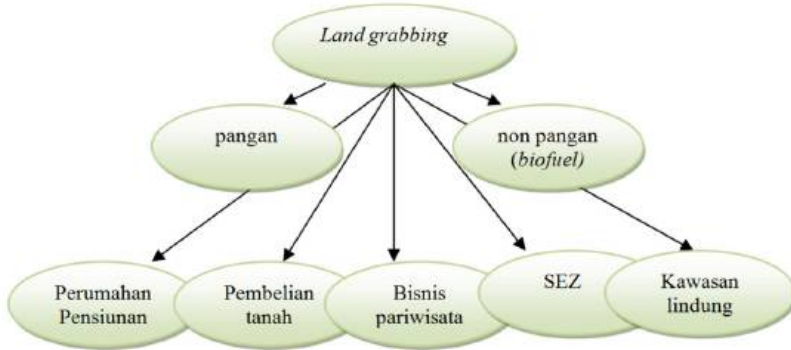 Land grabbing
pangan
non pangan
(biofuel)
Perumahan
Pensiunan
Pembelian
tanah
Bisnis
pariwisata
SEZ
Kawasan
lindung